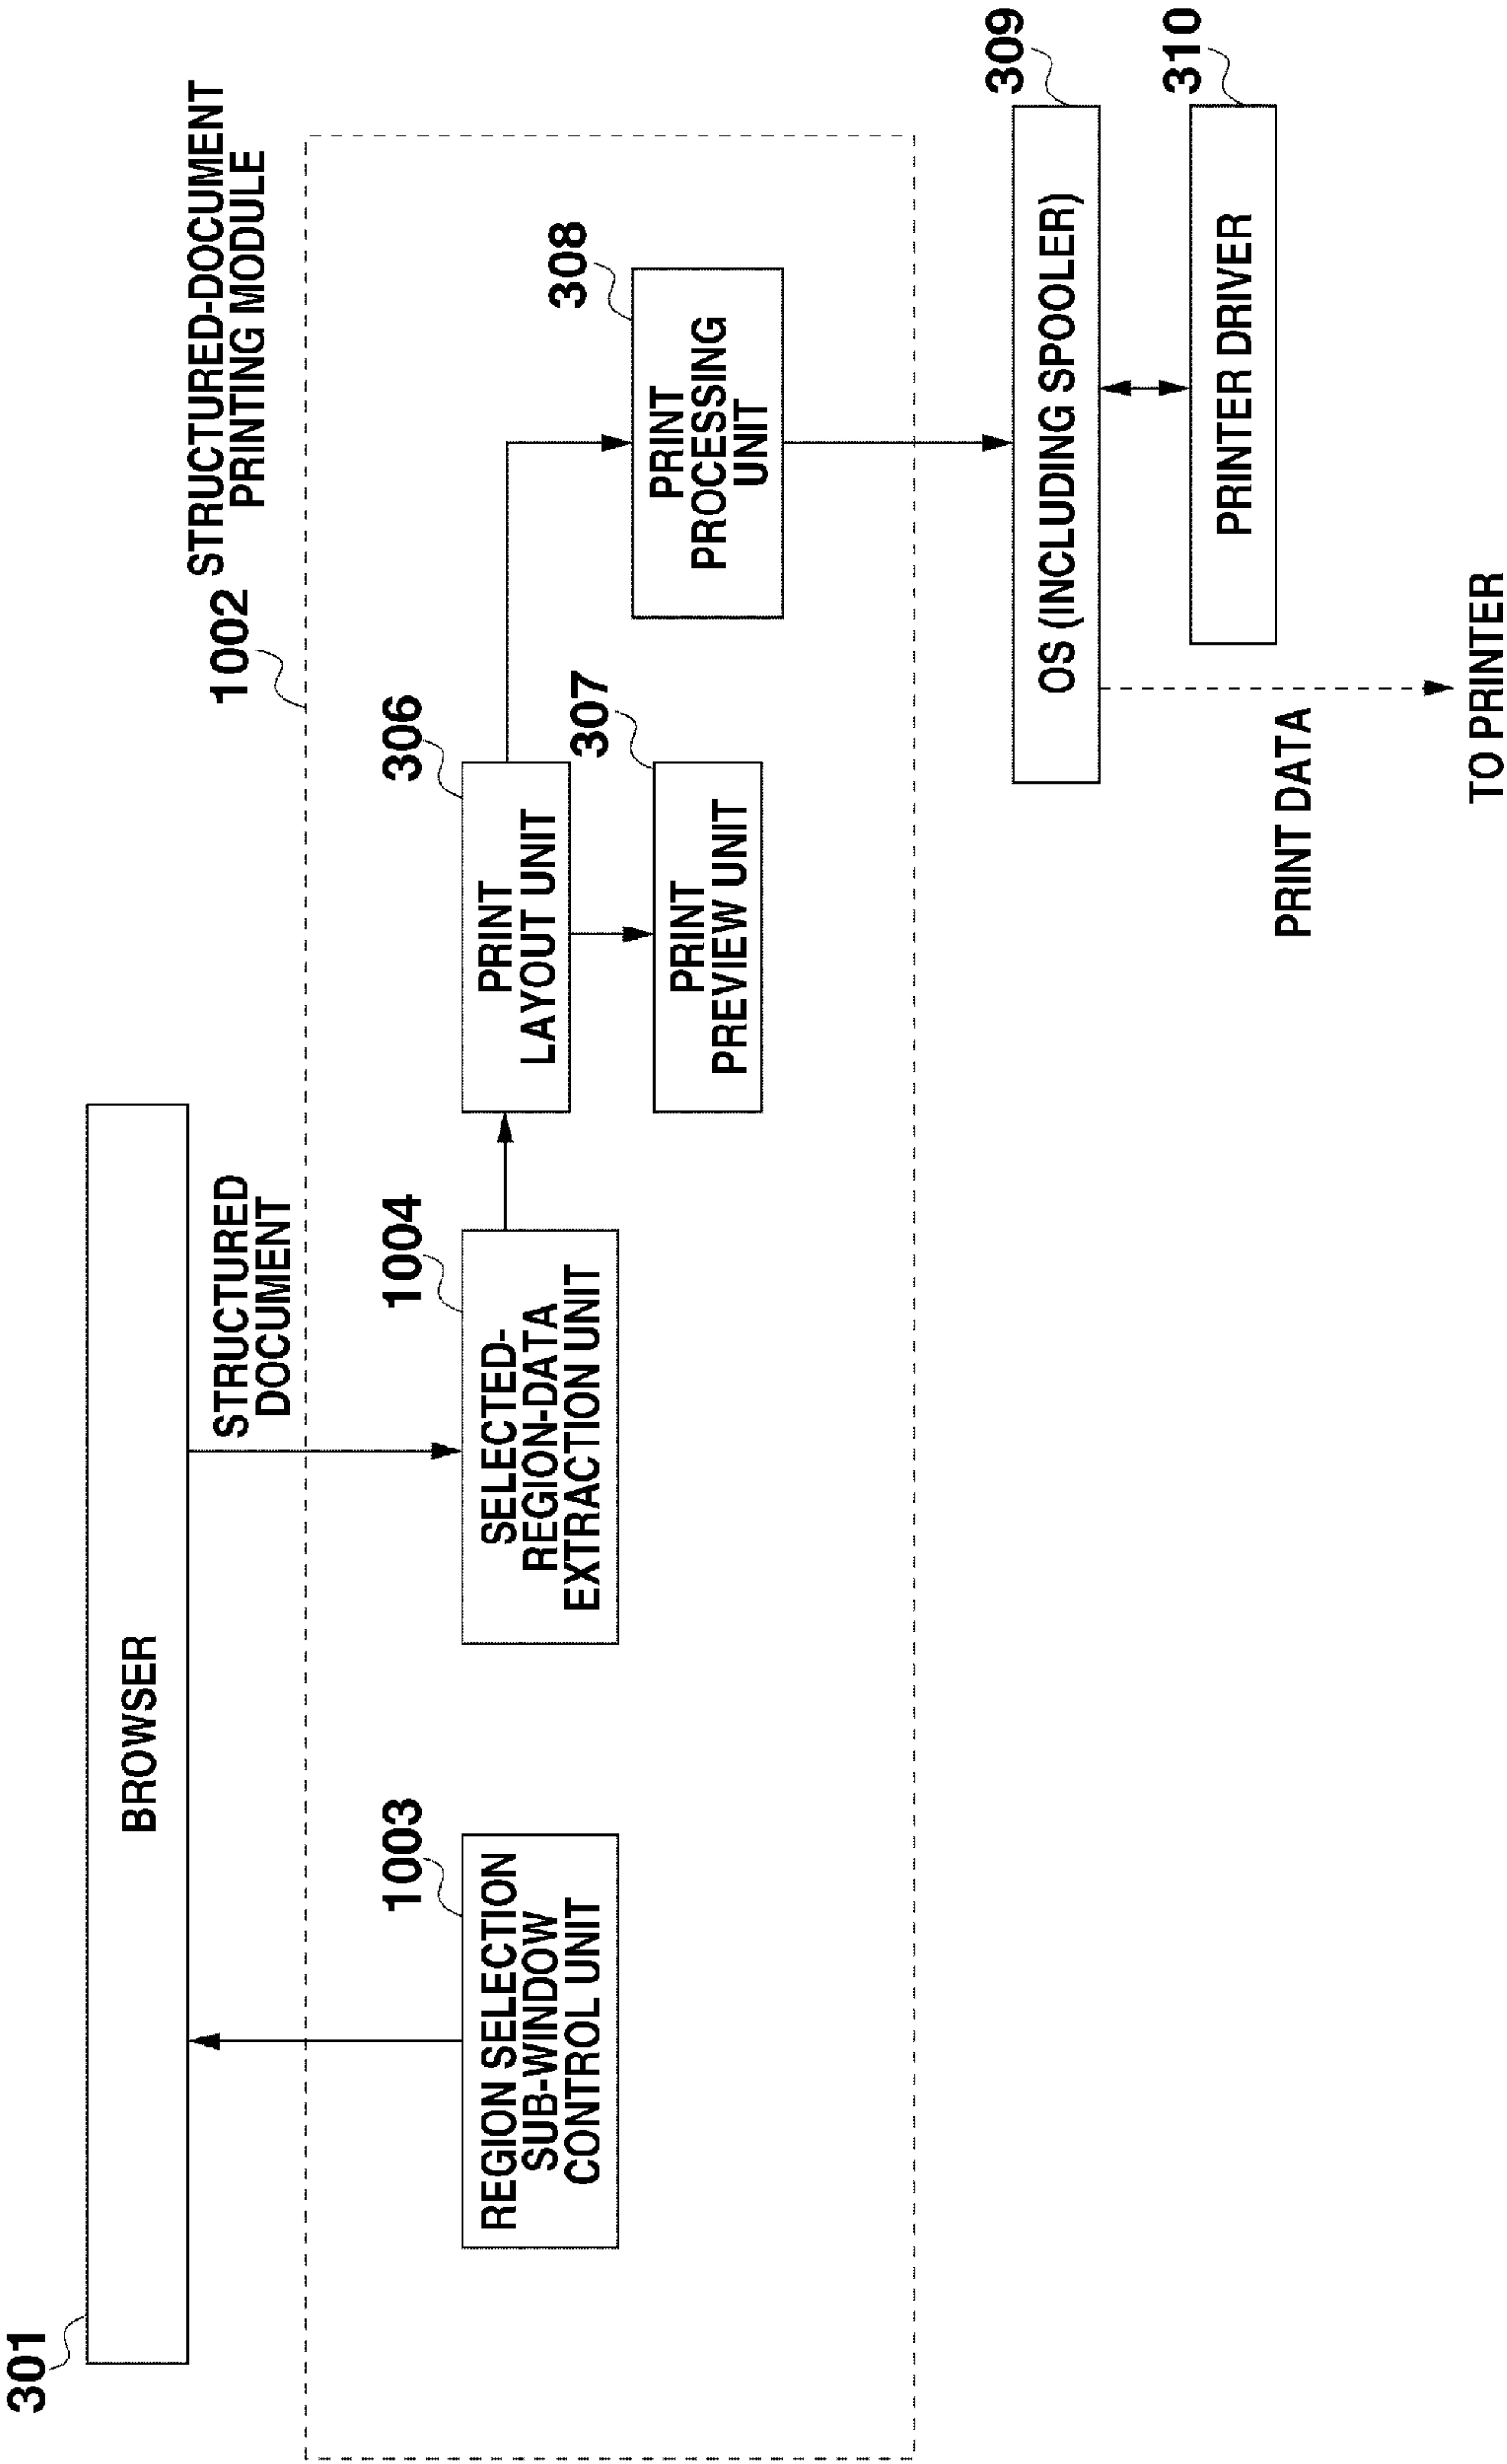 301
BROWSER
STRUCTURED
DOCUMENT
1002
STRUCTURED-DOCUMENT
PRINTING MODULE
1003
REGION SELECTION
SUB-WINDOW
CONTROL UNIT
1004
SELECTED-
REGION-DATA
EXTRACTION UNIT
306
PRINT
LAYOUT UNIT
307
PRINT
PREVIEW UNIT
308
PRINT
PROCESSING
UNIT
309
OS (INCLUDING SPOOLER)
310
PRINTER DRIVER
PRINT DATA
TO PRINTER